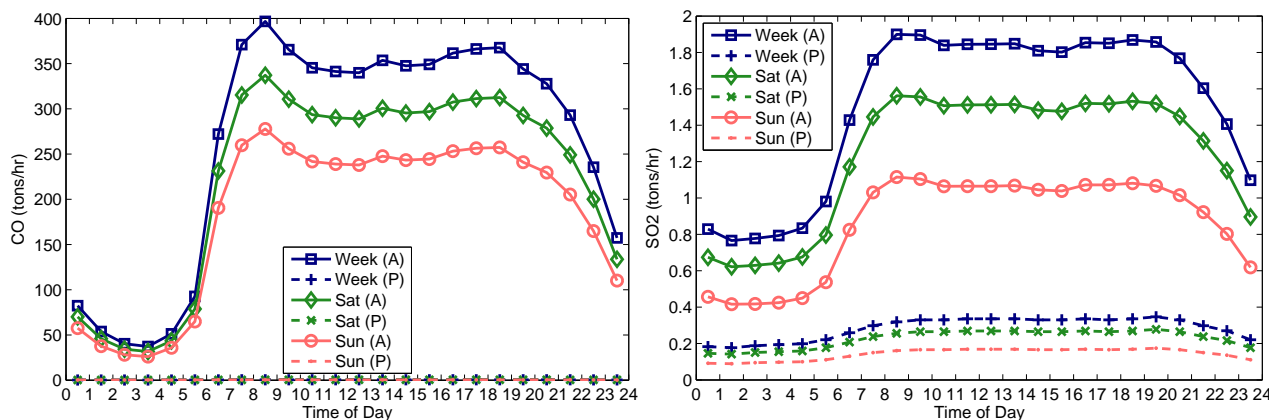 400
350
300
250
200
150
100
50
0
CO (tons/hr)
Week (A)
Week (P)
Sat (A)
Sat (P)
Sun (A)
Sun (P)
0 1 2 3 4 5 6 7 8 9 10 11 12 13 14 15 16 17 18 19 20 21 22 23 24
Time of Day
2
1.8
1.6
1.4
1.2
1
0.8
0.6
0.4
0.2
0
SO2 (tons/hr)
Week (A)
Week (P)
Sat (A)
Sat (P)
Sun (A)
Sun (P)
0 1 2 3 4 5 6 7 8 9 10 11 12 13 14 15 16 17 18 19 20 21 22 23 24
Time of Day